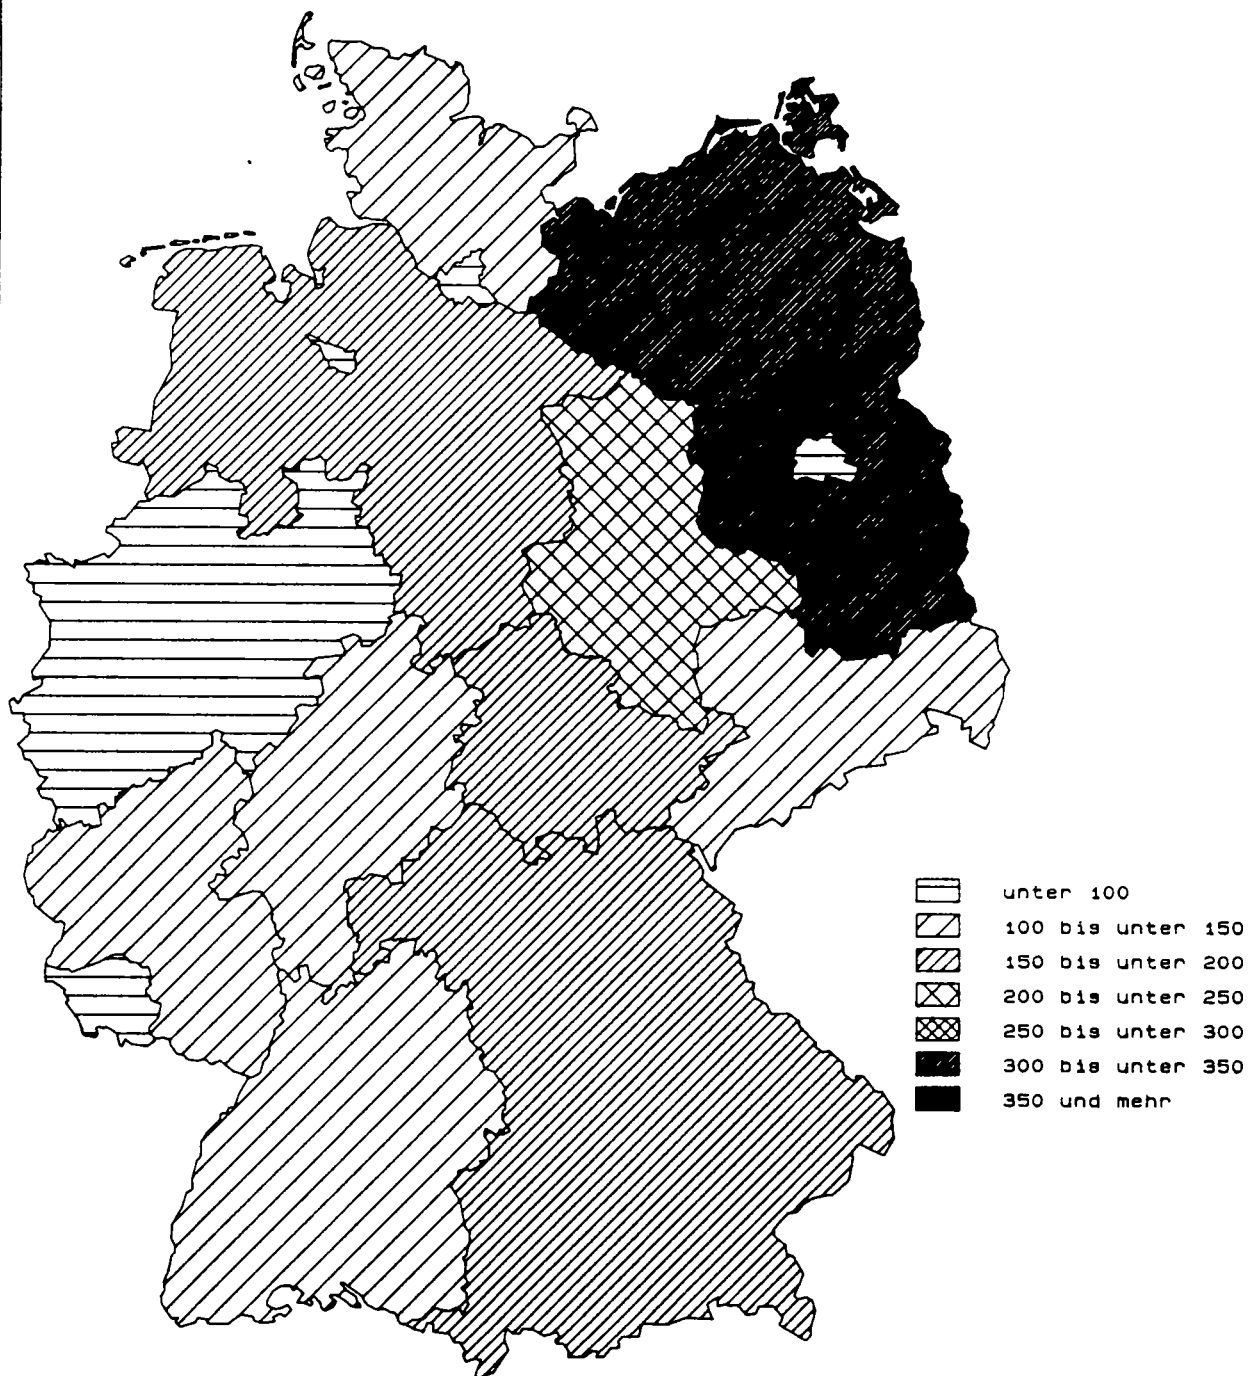 unter 100
100 bis unter 150
150 bis unter 200
200 bis unter 250
250 bis unter 300
300 bis unter 350
350 und mehr